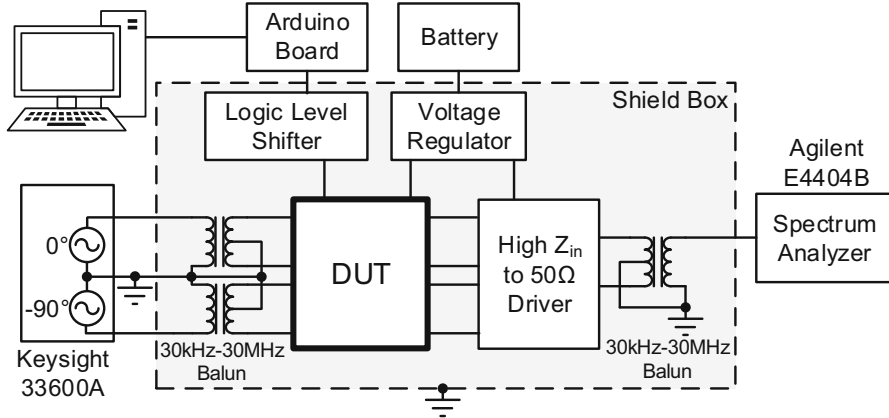 Arduino
Board
Battery
Logic Level
Shifter
Voltage
Regulator
Shield Box
Agilent
E4404B
Spectrum
Analyzer
0°
-90°
Keysight
33600A
30kHz-30MHz
Balun
DUT
High Zin
to 50Ω
Driver
30kHz-30MHz
Balun